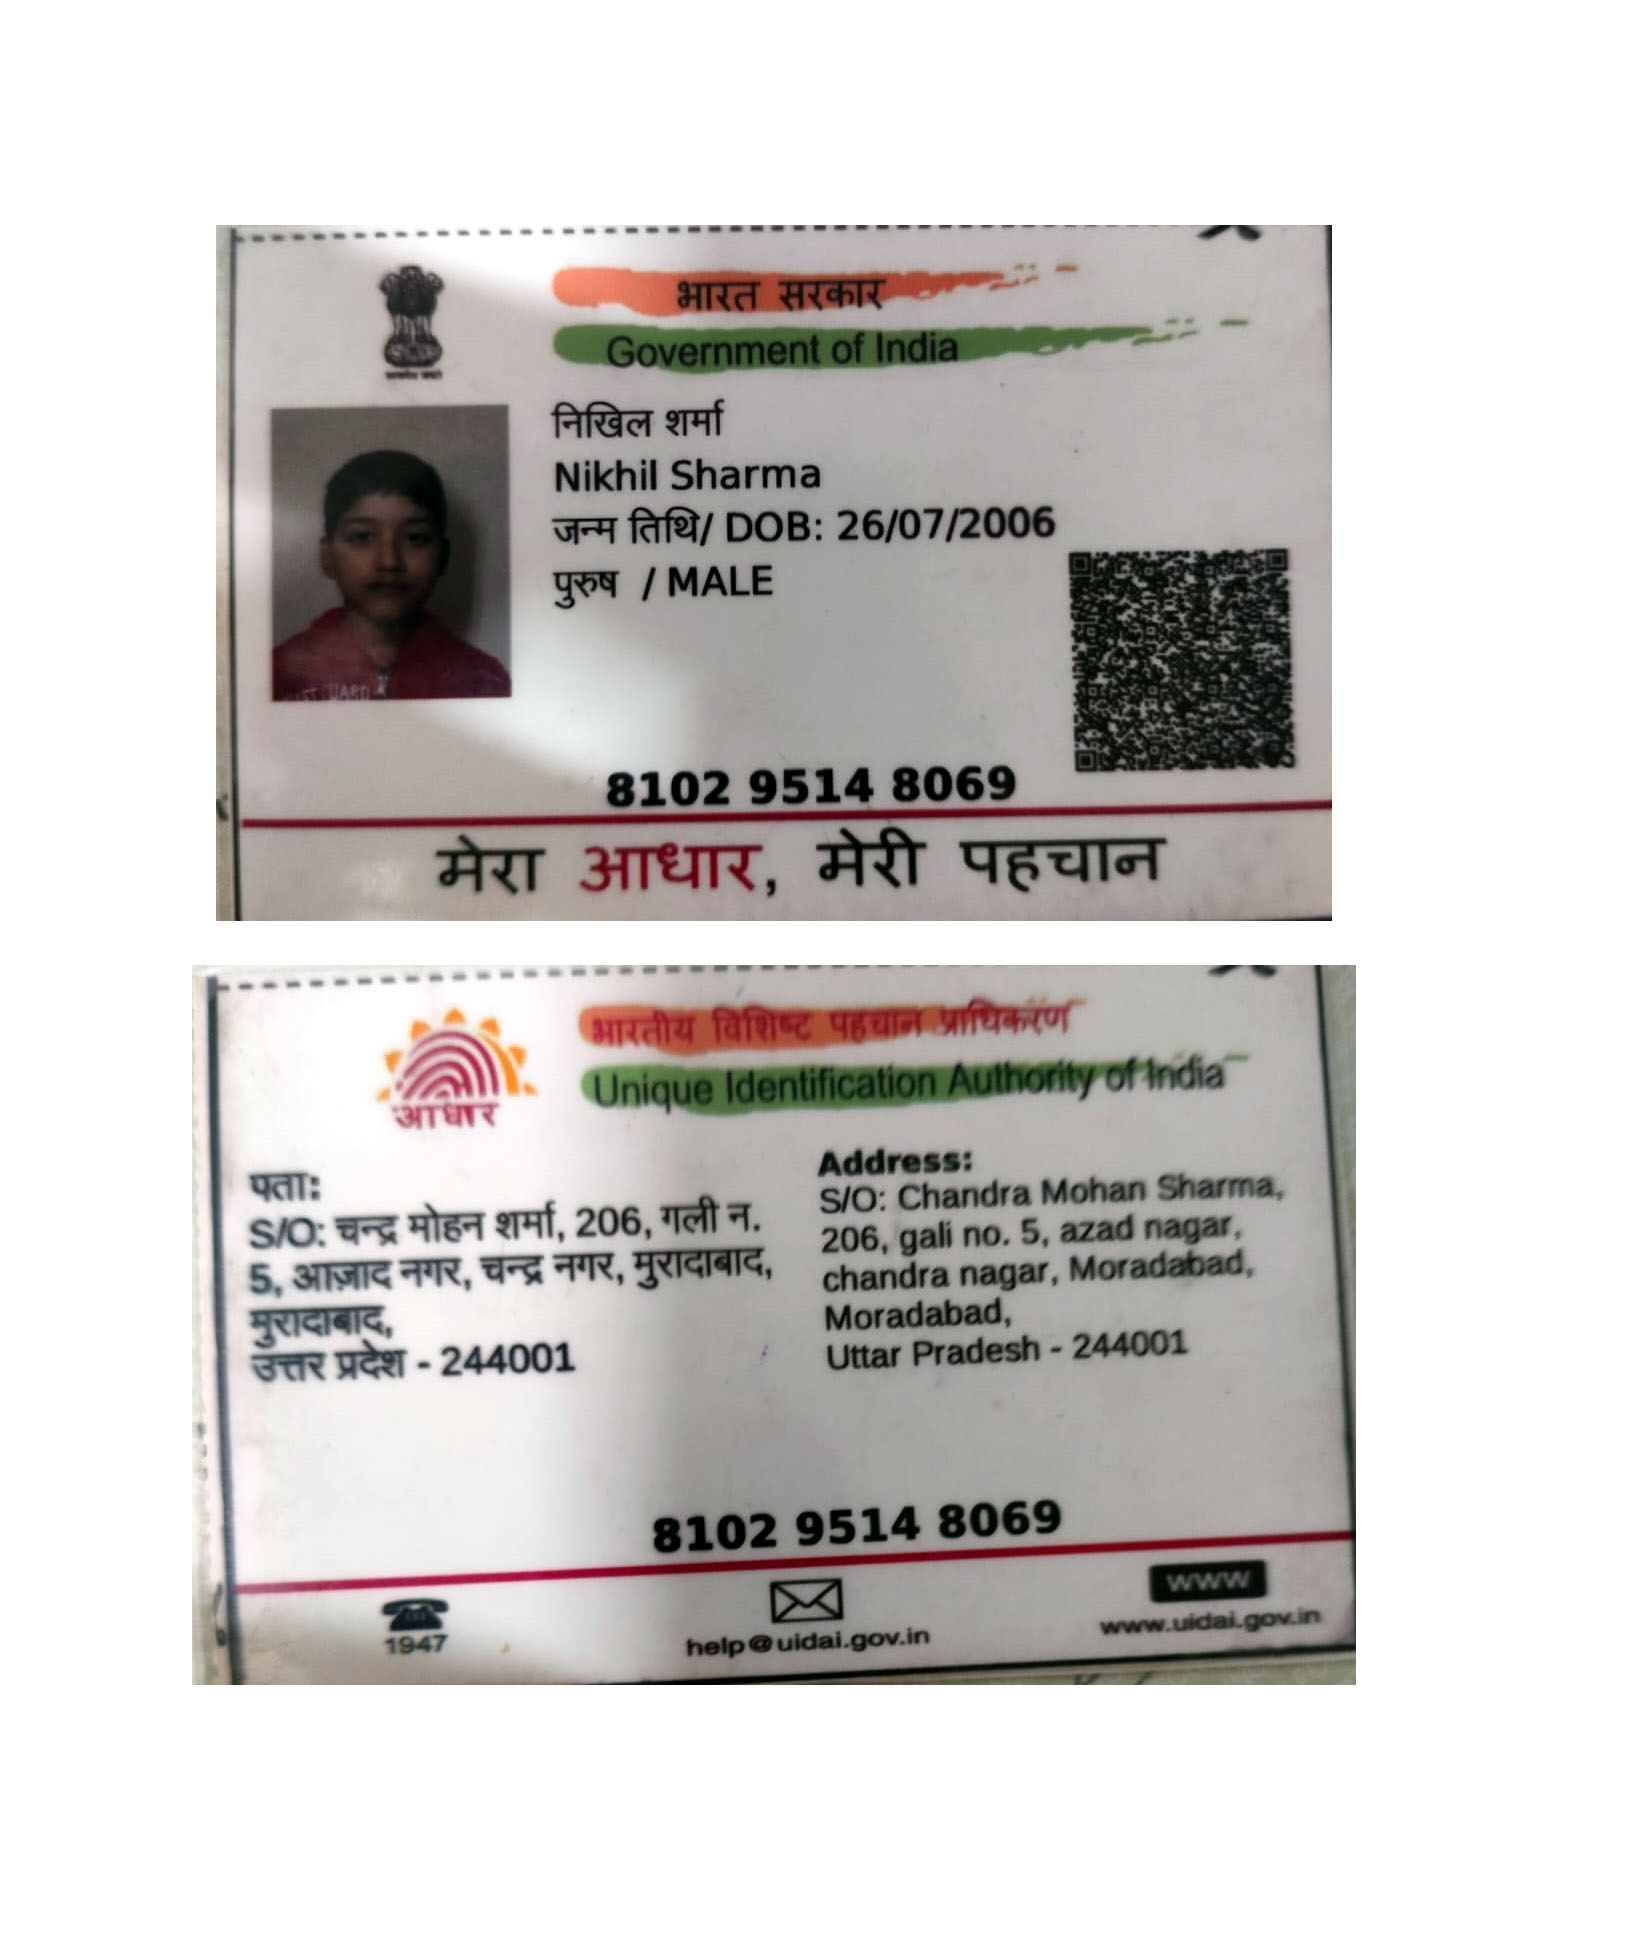 भारत सरकार
Government of India
निखिल शर्मा
Nikhil Sharma
जन्म तिथि/ DOB: 26/07/2006
पुरुष / MALE
8102 9514 8069
मेरा आधार, मेरी पहचान
भारतीय विशिष्ट पहचान प्राधिकरण
Unique Identification Authority of India
आधार
पता:
S/O: चन्द्र मोहन शर्मा, 206, गली न.
5, आज़ाद नगर, चन्द्र नगर, मुरादाबाद,
मुरादाबाद,
उत्तर प्रदेश - 244001
Address:
S/O: Chandra Mohan Sharma,
206, gali no. 5, azad nagar,
chandra nagar, Moradabad,
Moradabad,
Uttar Pradesh - 244001
8102 9514 8069
1947
help@uidai.gov.in
www
www.uidai.gov.in